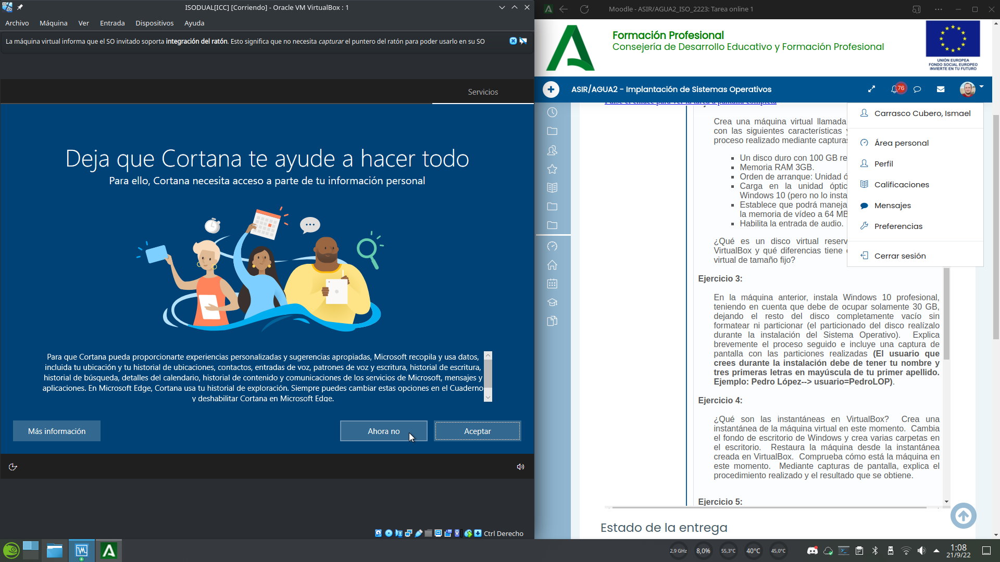 ISODUAL[ICC] [Corriendo] - Oracle VM VirtualBox : 1
Archivo Máquina Ver Entrada Dispositivos Ayuda
La máquina virtual informa que el SO invitado soporta integración del ratón. Esto significa que no necesita capturar el puntero del ratón para poder usarlo en su SO
Servicios
Deja que Cortana te ayude a hacer todo
Para ello, Cortana necesita acceso a parte de tu información personal
Para que Cortana pueda proporcionarte experiencias personalizadas y sugerencias apropiadas, Microsoft recopila y usa datos,
incluida tu ubicación y tu historial de ubicaciones, contactos, entradas de voz, patrones de voz y escritura, historial de escritura,
historial de búsqueda, detalles del calendario, historial de contenido y comunicaciones de los servicios de Microsoft, mensajes y
aplicaciones. En Microsoft Edge, Cortana usa tu historial de exploración. Siempre puedes cambiar estas opciones en el Cuaderno
y deshabilitar Cortana en Microsoft Edge.
Más información
Ahora no
Aceptar
Ctrl Derecho
Moodle - ASIR/AGUA2_ISO_2223: Tarea online 1
Formación Profesional
Consejería de Desarrollo Educativo y Formación Profesional
UNIÓN EUROPEA
FONDO SOCIAL EUROPEO
INVIERTE EN TU FUTURO
ASIR/AGUA2 - Implantación de Sistemas Operativos
76
Pulse el enlace para ver la tarea a pantalla completa
Carrasco Cubero, Ismael
Área personal
Perfil
Calificaciones
Mensajes
Preferencias
Cerrar sesión
Crea una máquina virtual llamada
con las siguientes características
proceso realizado mediante
Un disco duro con 100 GB
Memoria RAM 3GB.
Orden de arranque: Unidad
Carga en la unidad
Windows 10 (pero no lo
Establece que podrá
la memoria de vídeo a 64 MB
Habilita la entrada de audio.
¿Qué es un disco virtual
VirtualBox y qué diferencias tiene
virtual de tamaño fijo?
Ejercicio 3:
En la máquina anterior, instala Windows 10 profesional,
teniendo en cuenta que debe de ocupar solamente 30 GB,
dejando el resto del disco completamente vacío sin
formatear ni particionar (el particionado del disco realízalo
durante la instalación del Sistema Operativo). Explica
brevemente el proceso seguido e incluye una captura de
pantalla con las particiones realizadas (El usuario que
crees durante la instalación debe de tener tu nombre y
tres primeras letras en mayúscula de tu primer apellido.
Ejemplo: Pedro López--> usuario=PedroLOP).
Ejercicio 4:
¿Qué son las instantáneas en VirtualBox? Crea una
instantánea de la máquina virtual en este momento. Cambia
el fondo de escritorio de Windows y crea varias carpetas en
el escritorio. Restaura la máquina desde la instantánea
creada en VirtualBox. Comprueba cómo está la máquina en
este momento. Mediante capturas de pantalla, explica el
procedimiento realizado y el resultado que se obtiene.
Ejercicio 5:
Estado de la entrega
2,9 GHz 8,0% 55,3°C 40°C 45,0°C
1:08
21/9/22